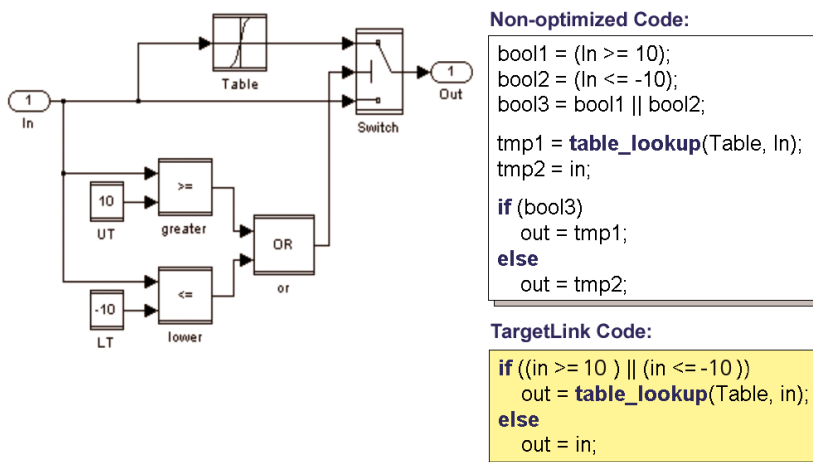 Table
1
In
1
Out
Switch
10
UT
>=
greater
OR
or
-10
LT
<=
lower
Non-optimized Code:
bool1 = (In >= 10);
bool2 = (In <= -10);
bool3 = bool1 || bool2;
tmp1 = table_lookup(Table, In);
tmp2 = in;
if (bool3)
out = tmp1;
else
out = tmp2;
TargetLink Code:
if ((in >= 10 ) || (in <= -10 ))
out = table_lookup(Table, in);
else
out = in;